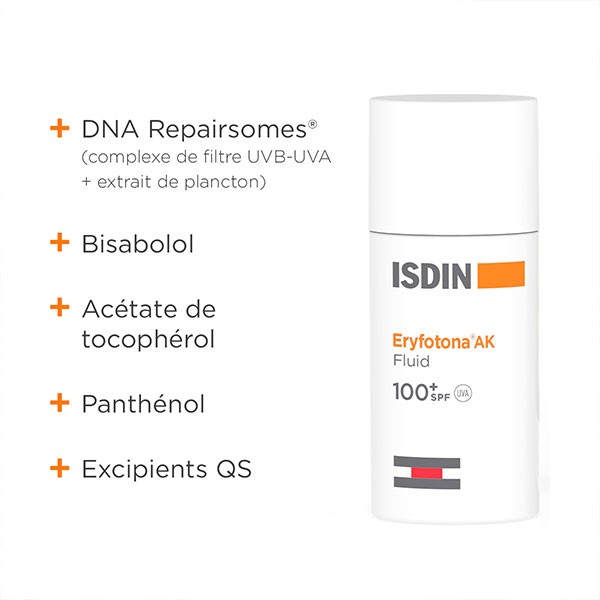 + DNA Repairsomes®
(complexe de filtre UVB-UVA
+ extrait de plancton)
+ Bisabolol
+ Acétate de
tocophérol
+ Panthénol
+ Excipients QS
ISDIN
Eryfotona®AK
Fluid
100+ SPF UVA